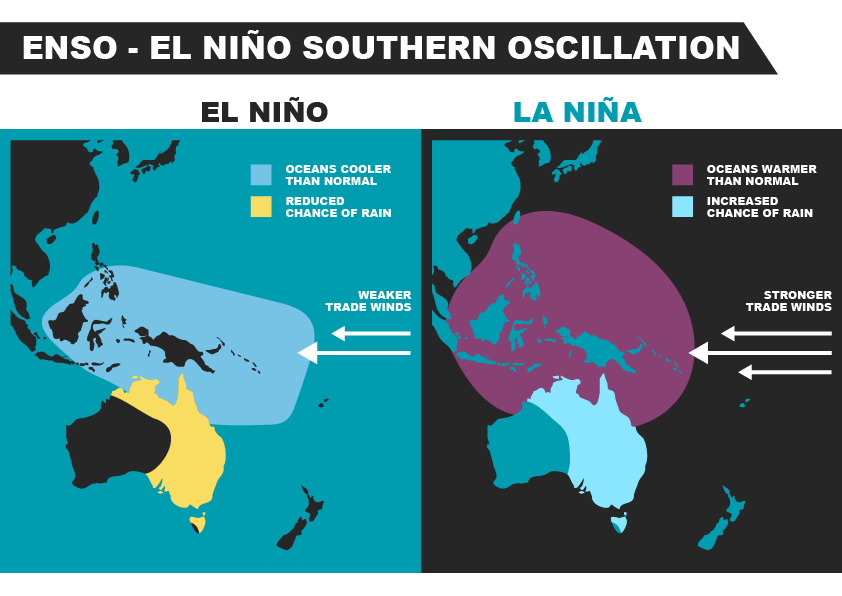 ENSO - EL NIÑO SOUTHERN OSCILLATION
EL NIÑO
OCEANS COOLER
THAN NORMAL
REDUCED
CHANCE OF RAIN
WEAKER
TRADE WINDS
LA NIÑA
OCEANS WARMER
THAN NORMAL
INCREASED
CHANCE OF RAIN
STRONGER
TRADE WINDS